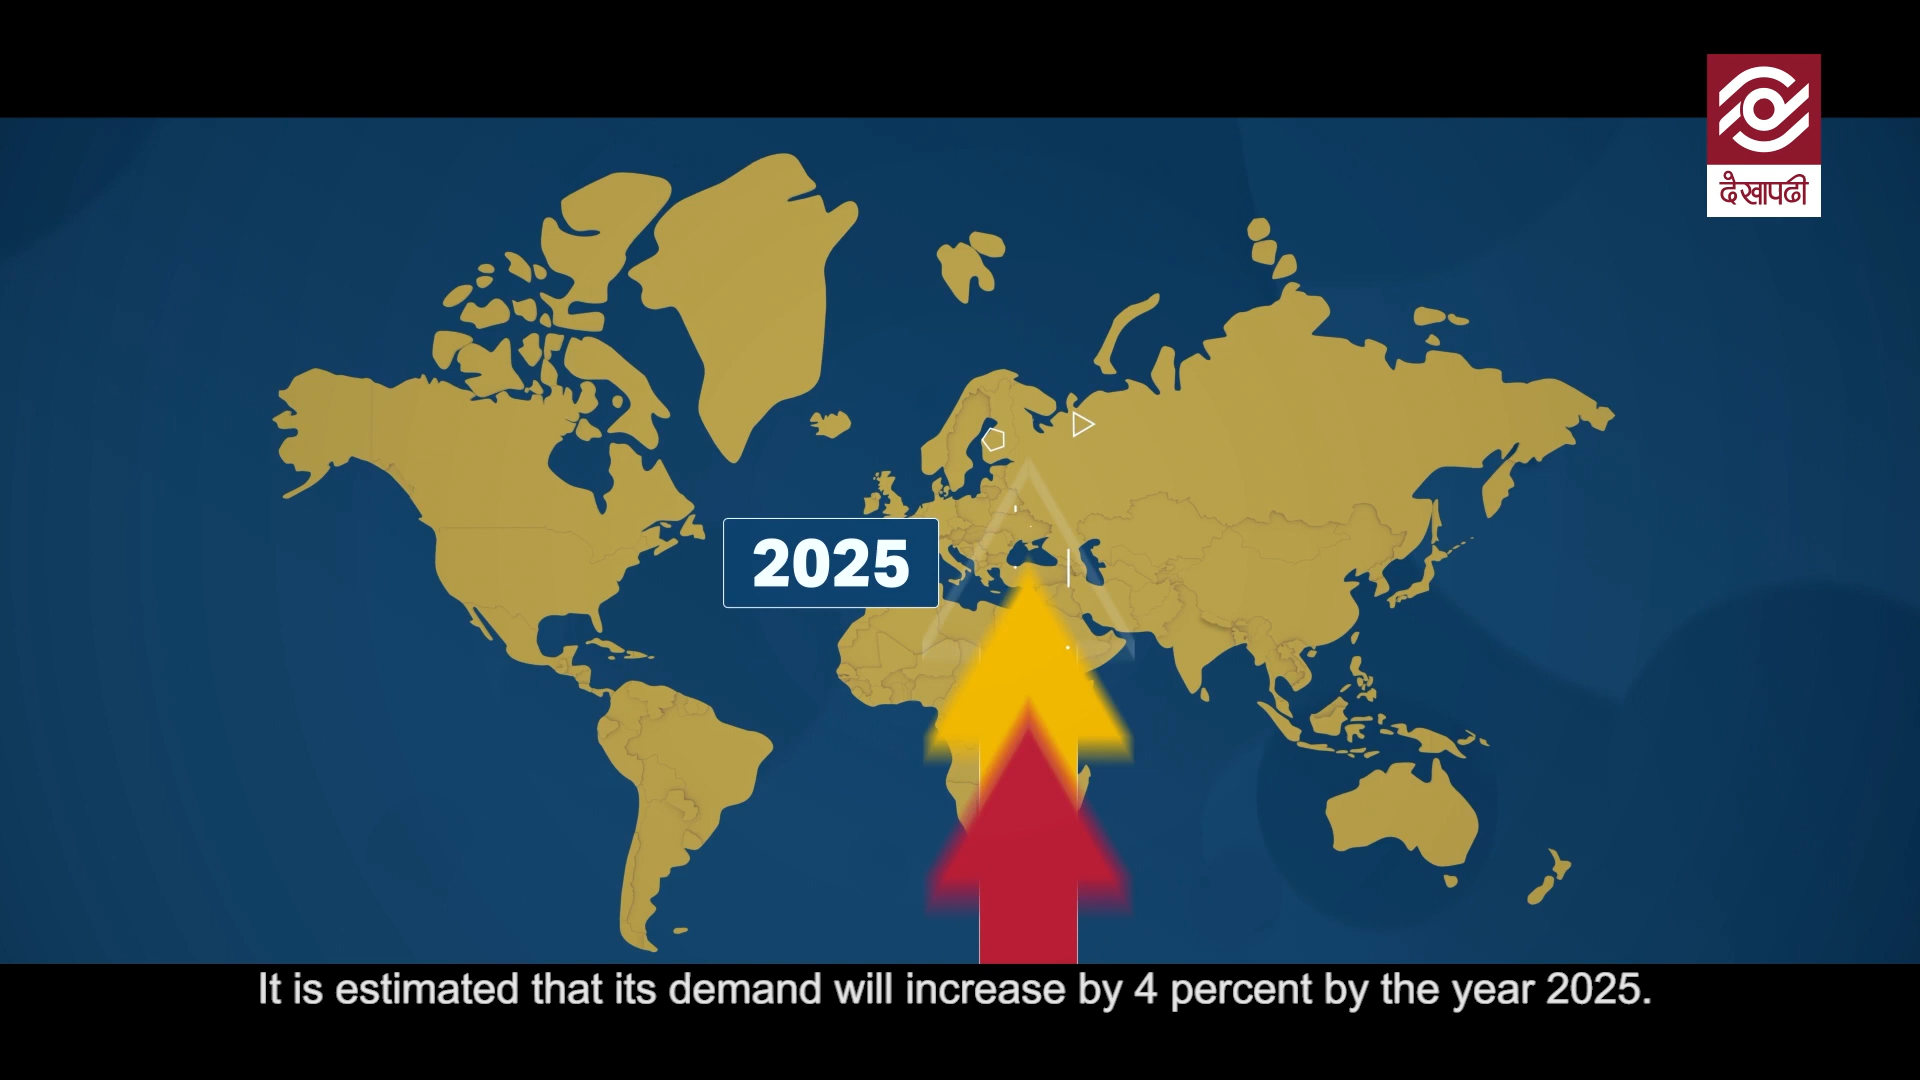 देखापढी
2025
It is estimated that its demand will increase by 4 percent by the year 2025.